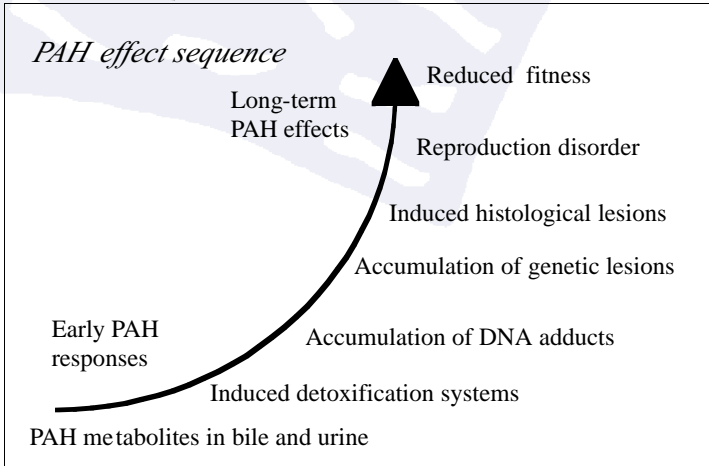 PAH effect sequence
Reduced fitness
Long-term
PAH effects
Reproduction disorder
Induced histological lesions
Accumulation of genetic lesions
Early PAH
responses
Accumulation of DNA adducts
Induced detoxification systems
PAH metabolites in bile and urine